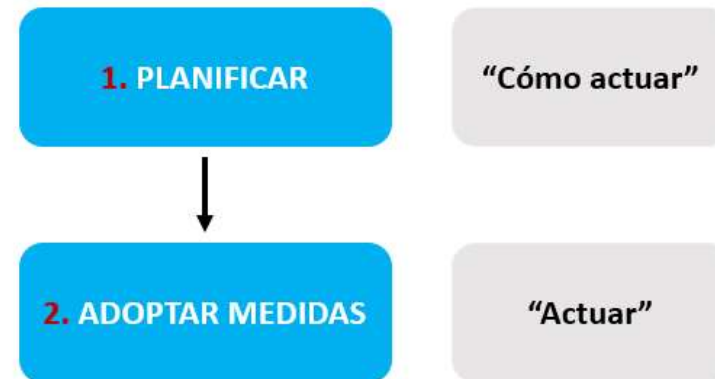 1. PLANIFICAR
“Cómo actuar”
2. ADOPTAR MEDIDAS
“Actuar”